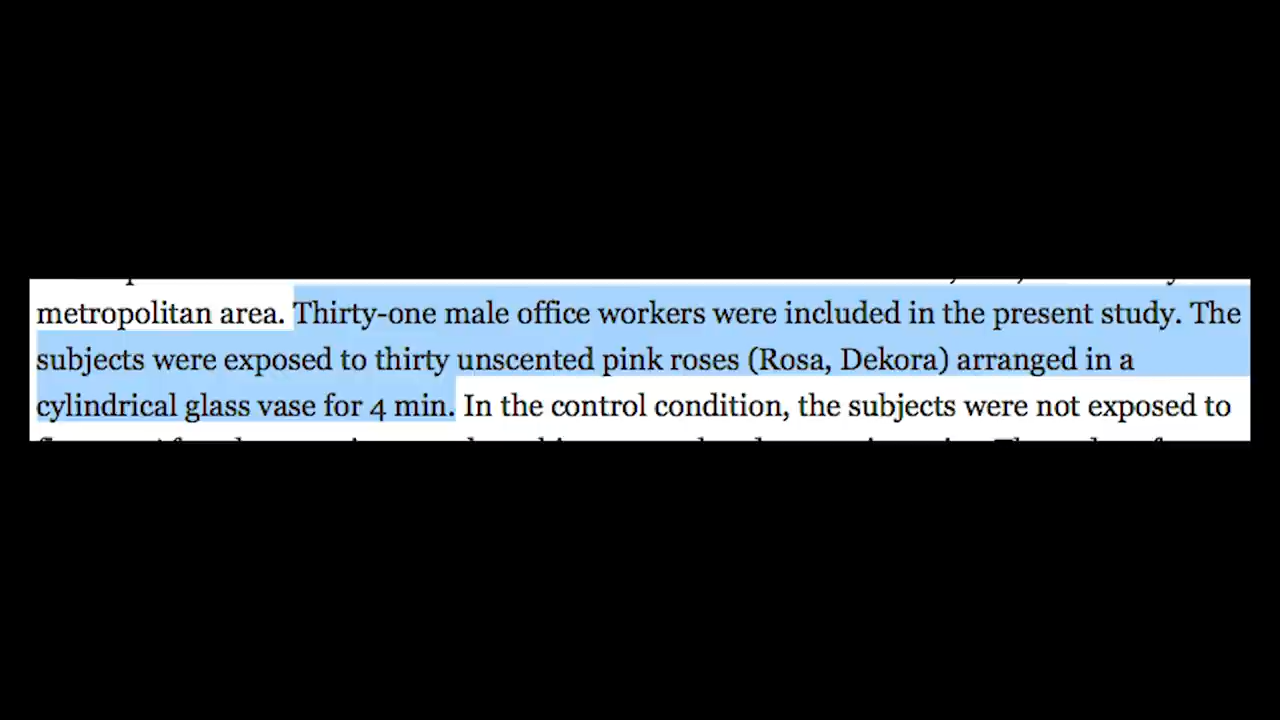 metropolitan area. Thirty-one male office workers were included in the present study. The
subjects were exposed to thirty unscented pink roses (Rosa, Dekora) arranged in a
cylindrical glass vase for 4 min. In the control condition, the subjects were not exposed to